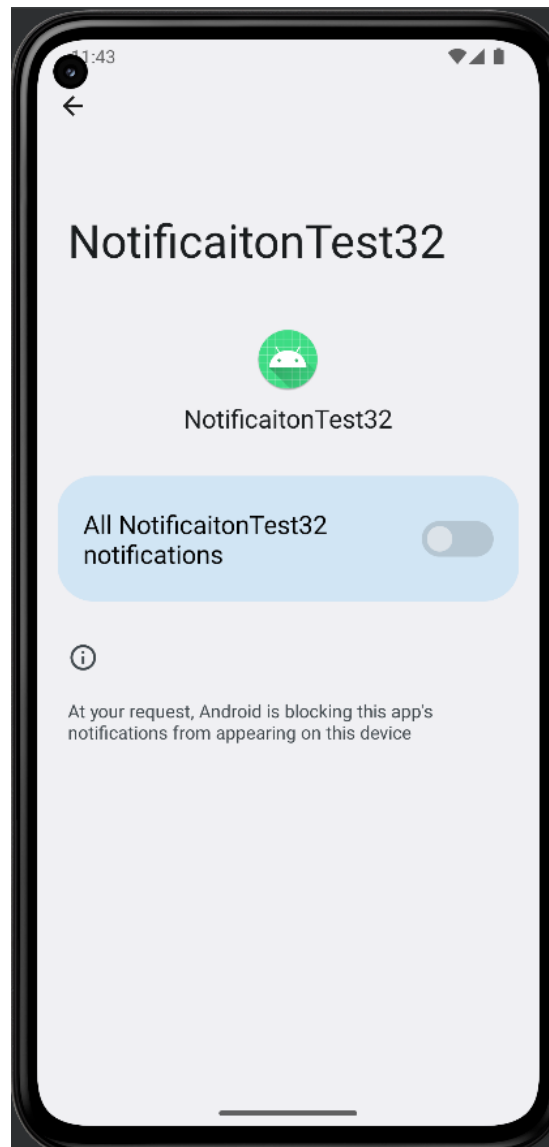 11:43
NotificaitonTest32
NotificaitonTest32
All NotificaitonTest32
notifications
At your request, Android is blocking this app's
notifications from appearing on this device